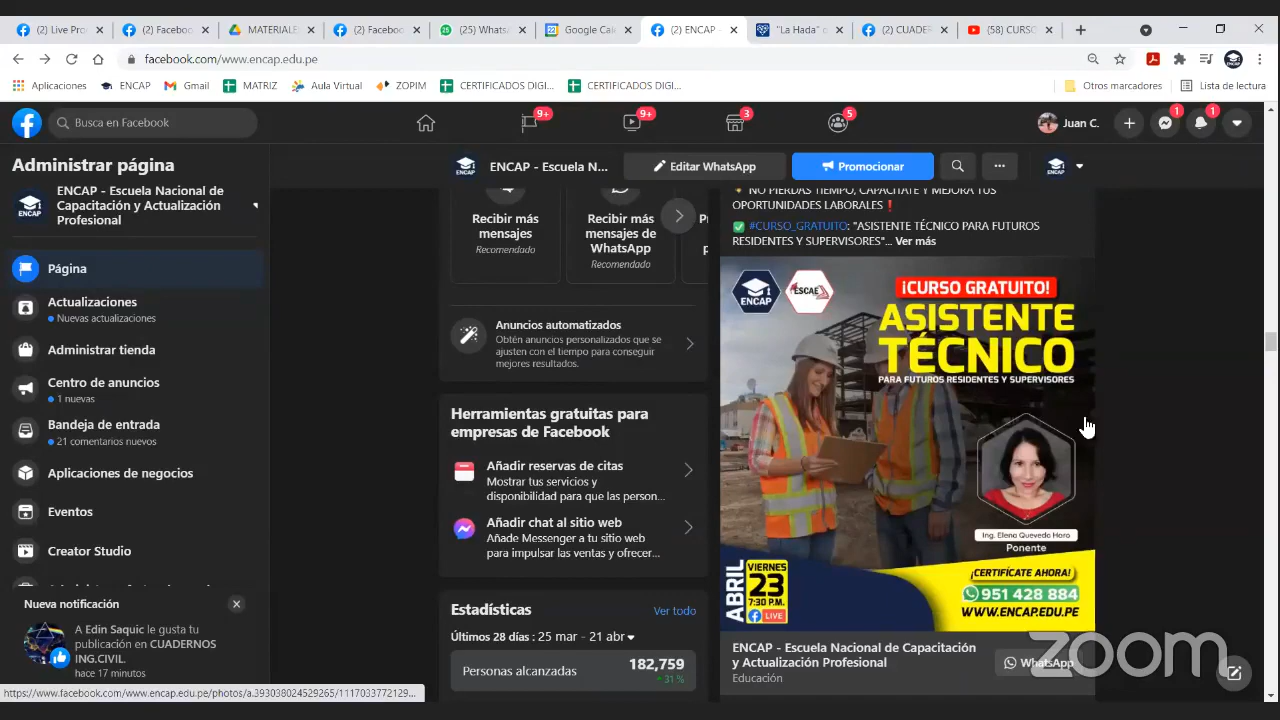 (2) Live Pro
(2) Faceboo
MATERIALE
(2) Faceboo
(25) Whats
Google Cale
(2) ENCAP
"La Hada" d
(2) CUADE
(58) CURSO
facebook.com/www.encap.edu.pe
Aplicaciones
ENCAP
Gmail
MATRIZ
Aula Virtual
ZOPIM
CERTIFICADOS DIGI...
CERTIFICADOS DIGI...
Otros marcadores
Lista de lectura
Busca en Facebook
9+
9+
3
5
Juan C.
1
1
Administrar página
ENCAP - Escuela Nacional de
Capacitación y Actualización
Profesional
Página
Actualizaciones
Nuevas actualizaciones
Administrar tienda
Centro de anuncios
1 nuevas
Bandeja de entrada
21 comentarios nuevos
Aplicaciones de negocios
Eventos
Creator Studio
Nueva notificación
A Edin Saquic le gusta tu
publicación en CUADERNOS
ING.CIVIL.
hace 17 minutos
https://www.facebook.com/www.encap.edu.pe/photos/a.393038024529265/1117033772129...
ENCAP - Escuela N...
Editar WhatsApp
Promocionar
Recibir más
mensajes
Recomendado
Recibir más
mensajes de
WhatsApp
Recomendado
Anuncios automatizados
Obtén anuncios personalizados que se
ajusten con el tiempo para conseguir
mejores resultados.
Herramientas gratuitas para
empresas de Facebook
Añadir reservas de citas
Mostrar tus servicios y
disponibilidad para que las person...
Añadir chat al sitio web
Añade Messenger a tu sitio web
para impulsar las ventas y ofrecer...
Estadísticas
Ver todo
Últimos 28 días : 25 mar - 21 abr
Personas alcanzadas
182,759
31 %
NO PIERDAS TIEMPO, CAPACÍTATE Y MEJORA TUS
OPORTUNIDADES LABORALES❗
✅ #CURSO_GRATUITO: "ASISTENTE TÉCNICO PARA FUTUROS
RESIDENTES Y SUPERVISORES"... Ver más
ENCAP
ESCAE
¡CURSO GRATUITO!
ASISTENTE
TÉCNICO
PARA FUTUROS RESIDENTES Y SUPERVISORES
Ing. Elena Quevedo Haro
Ponente
ABRIL
VIERNES
23
7:30 P.M.
LIVE
¡CERTIFÍCATE AHORA!
951 428 884
WWW.ENCAP.EDU.PE
ENCAP - Escuela Nacional de Capacitación
y Actualización Profesional
Educación
WhatsApp
zoom